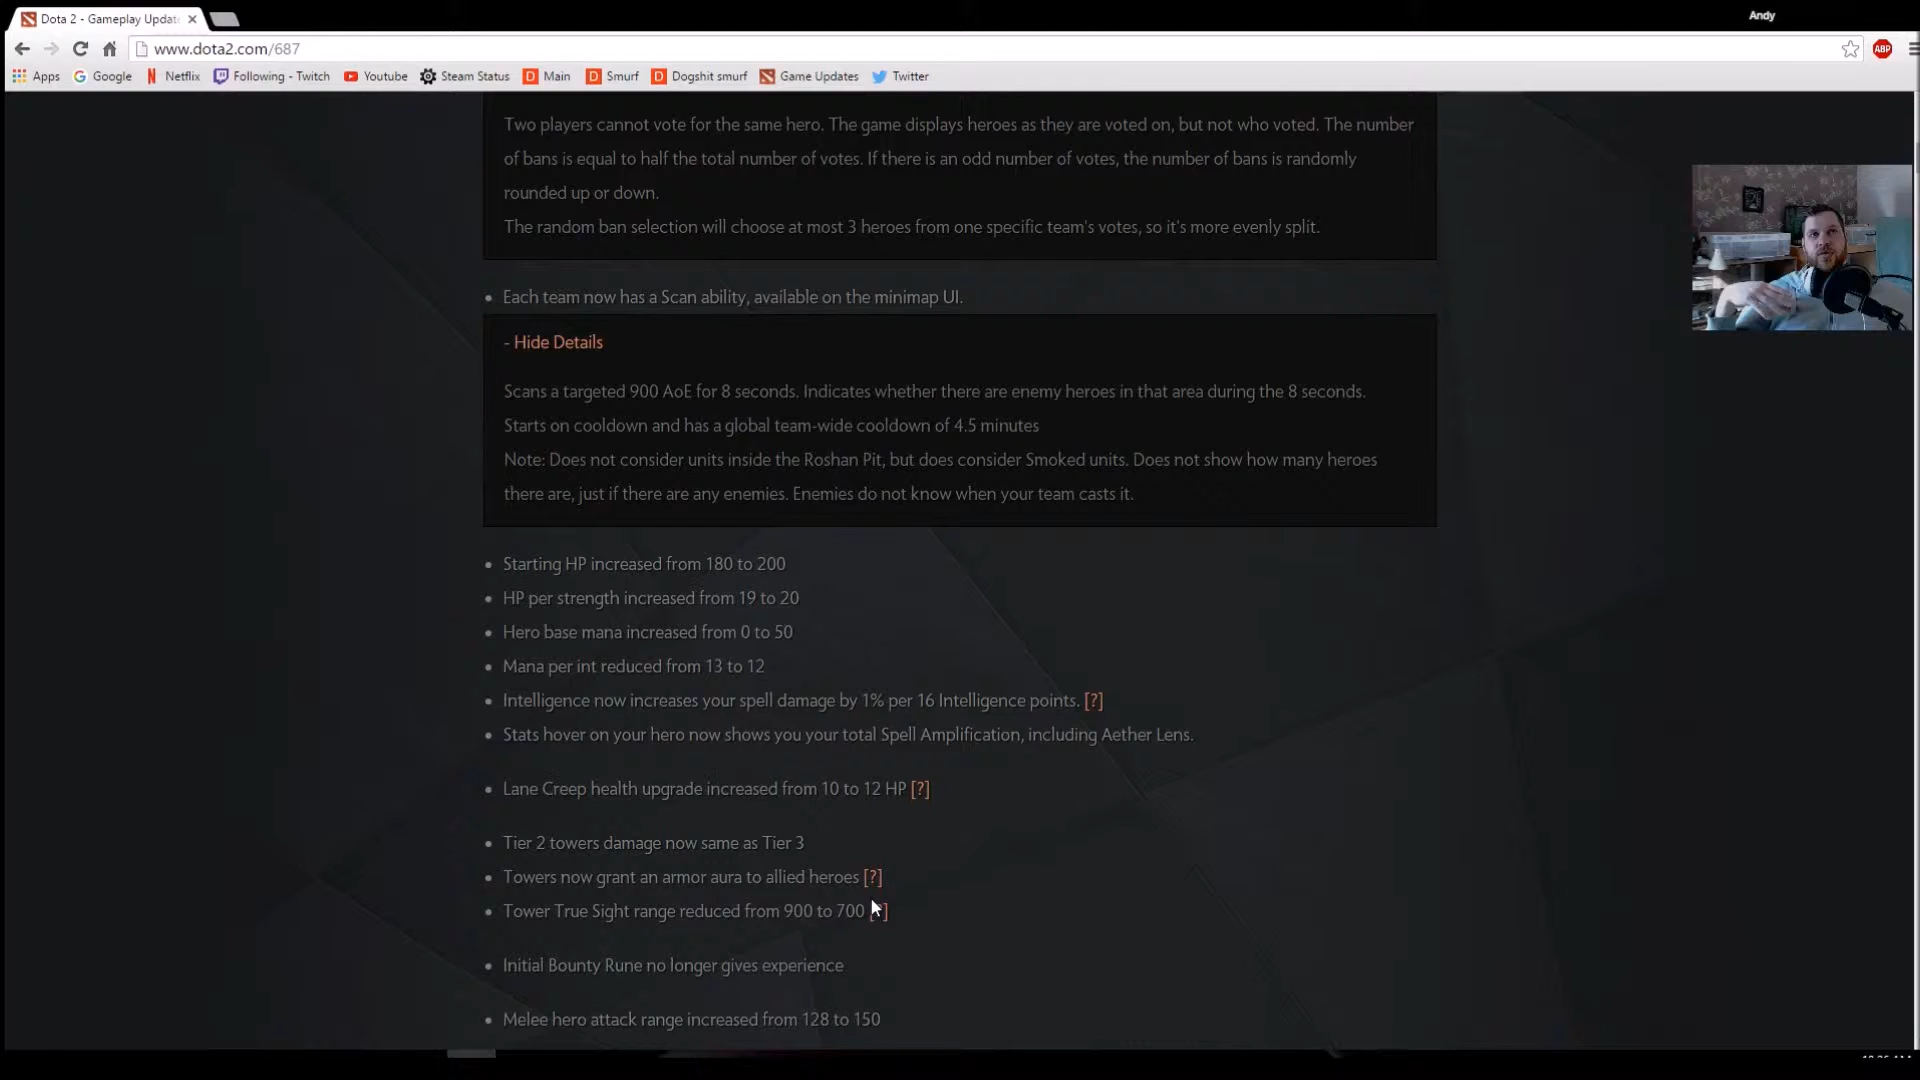 Dota 2 - Gameplay Updat
Andy
www.dota2.com/687
ABP
Apps
Google
Netflix
Following - Twitch
Youtube
Steam Status
Main
Smurf
Dogshit smurf
Game Updates
Twitter
Two players cannot vote for the same hero. The game displays heroes as they are voted on, but not who voted. The number
of bans is equal to half the total number of votes. If there is an odd number of votes, the number of bans is randomly
rounded up or down.
The random ban selection will choose at most 3 heroes from one specific team's votes, so it's more evenly split.
• Each team now has a Scan ability, available on the minimap UI.
- Hide Details
Scans a targeted 900 AoE for 8 seconds. Indicates whether there are enemy heroes in that area during the 8 seconds.
Starts on cooldown and has a global team-wide cooldown of 4.5 minutes
Note: Does not consider units inside the Roshan Pit, but does consider Smoked units. Does not show how many heroes
there are, just if there are any enemies. Enemies do not know when your team casts it.
• Starting HP increased from 180 to 200
• HP per strength increased from 19 to 20
• Hero base mana increased from 0 to 50
• Mana per int reduced from 13 to 12
• Intelligence now increases your spell damage by 1% per 16 Intelligence points. [?]
• Stats hover on your hero now shows you your total Spell Amplification, including Aether Lens.
• Lane Creep health upgrade increased from 10 to 12 HP [?]
• Tier 2 towers damage now same as Tier 3
• Towers now grant an armor aura to allied heroes [?]
• Tower True Sight range reduced from 900 to 700 [?]
• Initial Bounty Rune no longer gives experience
• Melee hero attack range increased from 128 to 150